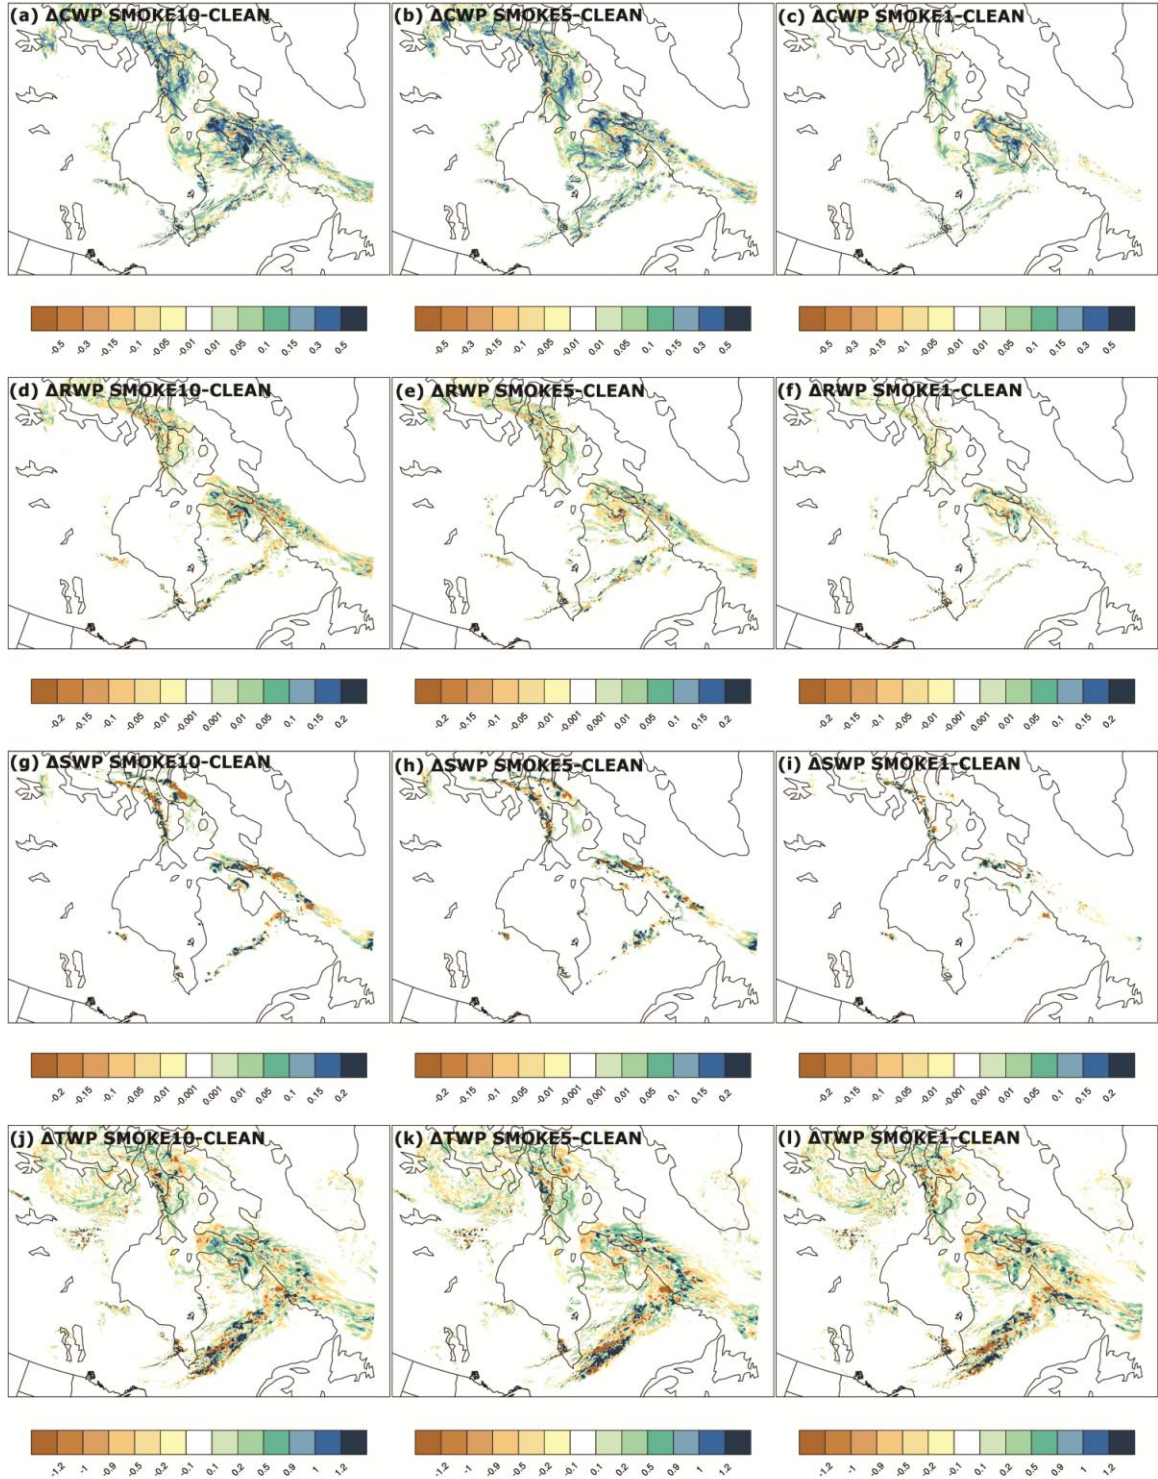 (a) ΔCWP SMOKE10-CLEAN
(b) ΔCWP SMOKE5-CLEAN
(c) ΔCWP SMOKE1-CLEAN
-0.5 -0.3 -0.15 -0.1 -0.05 -0.01 0.01 0.05 0.1 0.15 0.3 0.5
-0.5 -0.3 -0.15 -0.1 -0.05 -0.01 0.01 0.05 0.1 0.15 0.3 0.5
-0.5 -0.3 -0.15 -0.1 -0.05 -0.01 0.01 0.05 0.1 0.15 0.3 0.5
(d) ΔRWP SMOKE10-CLEAN
(e) ΔRWP SMOKE5-CLEAN
(f) ΔRWP SMOKE1-CLEAN
-0.2 -0.15 -0.1 -0.05 -0.01 -0.001 0.001 0.01 0.05 0.1 0.15 0.2
-0.2 -0.15 -0.1 -0.05 -0.01 -0.001 0.001 0.01 0.05 0.1 0.15 0.2
-0.2 -0.15 -0.1 -0.05 -0.01 -0.001 0.001 0.01 0.05 0.1 0.15 0.2
(g) ΔSWP SMOKE10-CLEAN
(h) ΔSWP SMOKE5-CLEAN
(i) ΔSWP SMOKE1-CLEAN
-0.2 -0.15 -0.1 -0.05 -0.01 -0.001 0.001 0.01 0.05 0.1 0.15 0.2
-0.2 -0.15 -0.1 -0.05 -0.01 -0.001 0.001 0.01 0.05 0.1 0.15 0.2
-0.2 -0.15 -0.1 -0.05 -0.01 -0.001 0.001 0.01 0.05 0.1 0.15 0.2
(j) ΔTWP SMOKE10-CLEAN
(k) ΔTWP SMOKE5-CLEAN
(l) ΔTWP SMOKE1-CLEAN
-1.2 -1 -0.9 -0.5 -0.2 -0.1 0.1 0.2 0.5 0.9 1 1.2
-1.2 -1 -0.9 -0.5 -0.2 -0.1 0.1 0.2 0.5 0.9 1 1.2
-1.2 -1 -0.9 -0.5 -0.2 -0.1 0.1 0.2 0.5 0.9 1 1.2